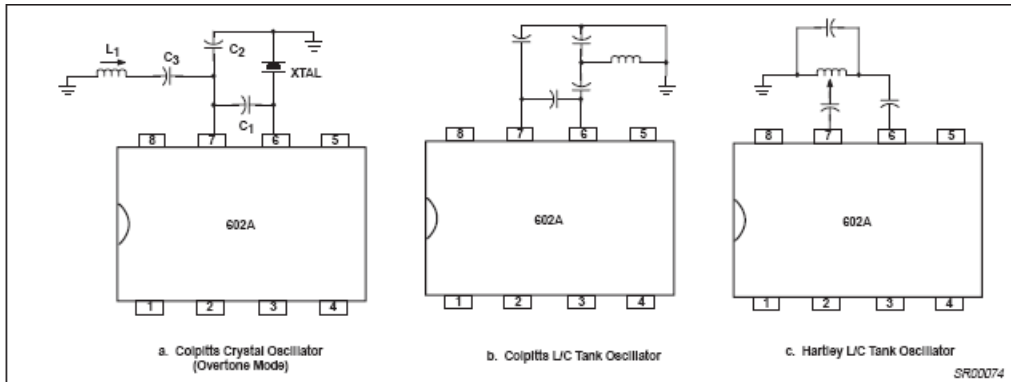 L1
C3
C2
XTAL
C1
8 7 6 5
602A
1 2 3 4
a. Colpitts Crystal Oscillator
(Overtone Mode)
8 7 6 5
602A
1 2 3 4
b. Colpitts L/C Tank Oscillator
8 7 6 5
602A
1 2 3 4
c. Hartley L/C Tank Oscillator
SR00074